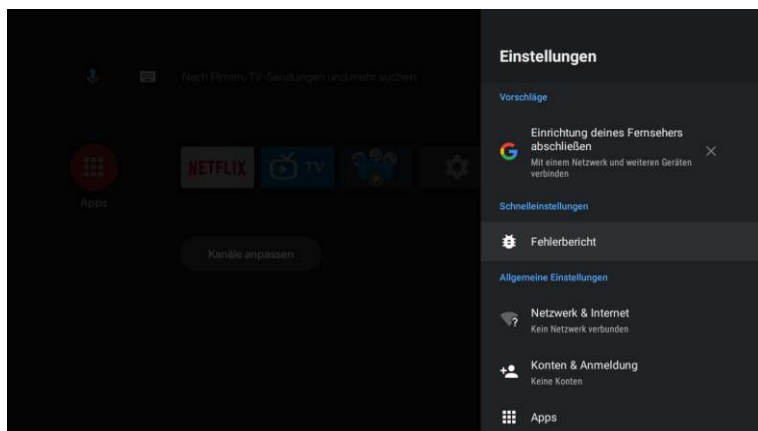 Einstellungen
Nach Filmen, TV-Sendungen und mehr suchen
Vorschläge
Einrichtung deines Fernsehers
abschließen
Mit einem Netzwerk und weiteren Geräten
verbinden
NETFLIX
TV
Apps
Schnelleinstellungen
Fehlerbericht
Kanäle anpassen
Allgemeine Einstellungen
Netzwerk & Internet
Kein Netzwerk verbunden
Konten & Anmeldung
Keine Konten
Apps